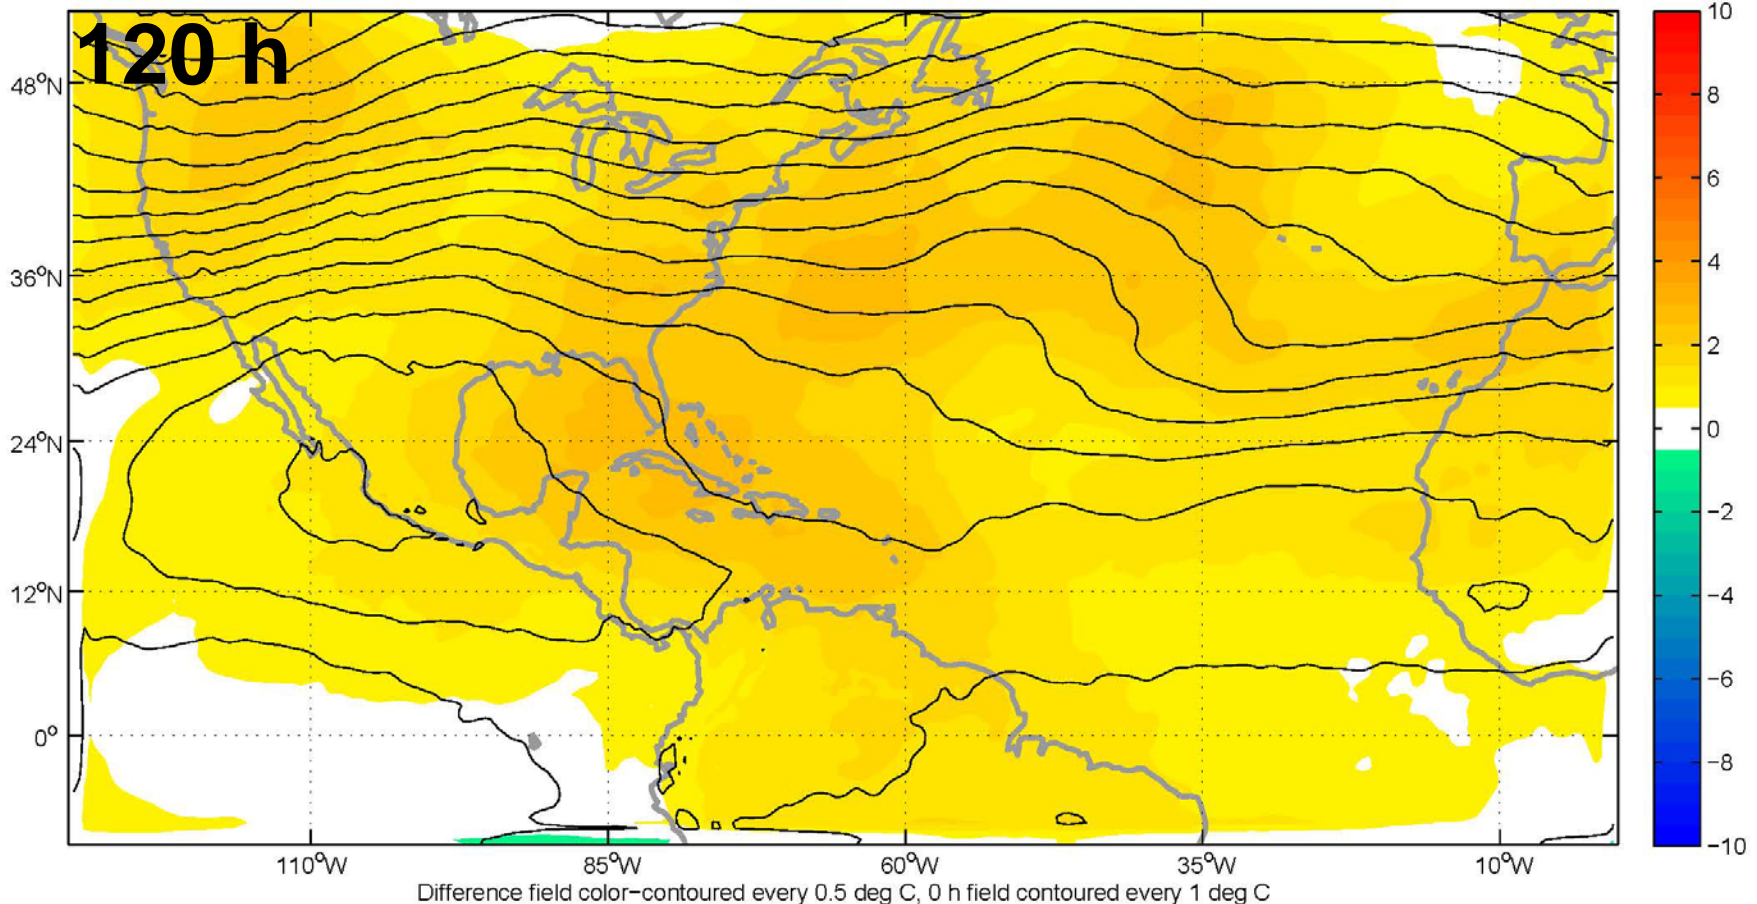 120 h
48°N
36°N
24°N
12°N
0°
110°W 85°W 60°W 35°W 10°W
10
8
6
4
2
0
−2
−4
−6
−8
−10
Difference field color−contoured every 0.5 deg C, 0 h field contoured every 1 deg C